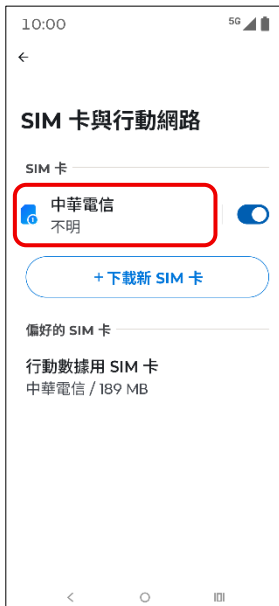 10:00 5G
SIM 卡與行動網路
SIM 卡
中華電信
不明
+下載新 SIM 卡
偏好的 SIM 卡
行動數據用 SIM 卡
中華電信 / 189 MB